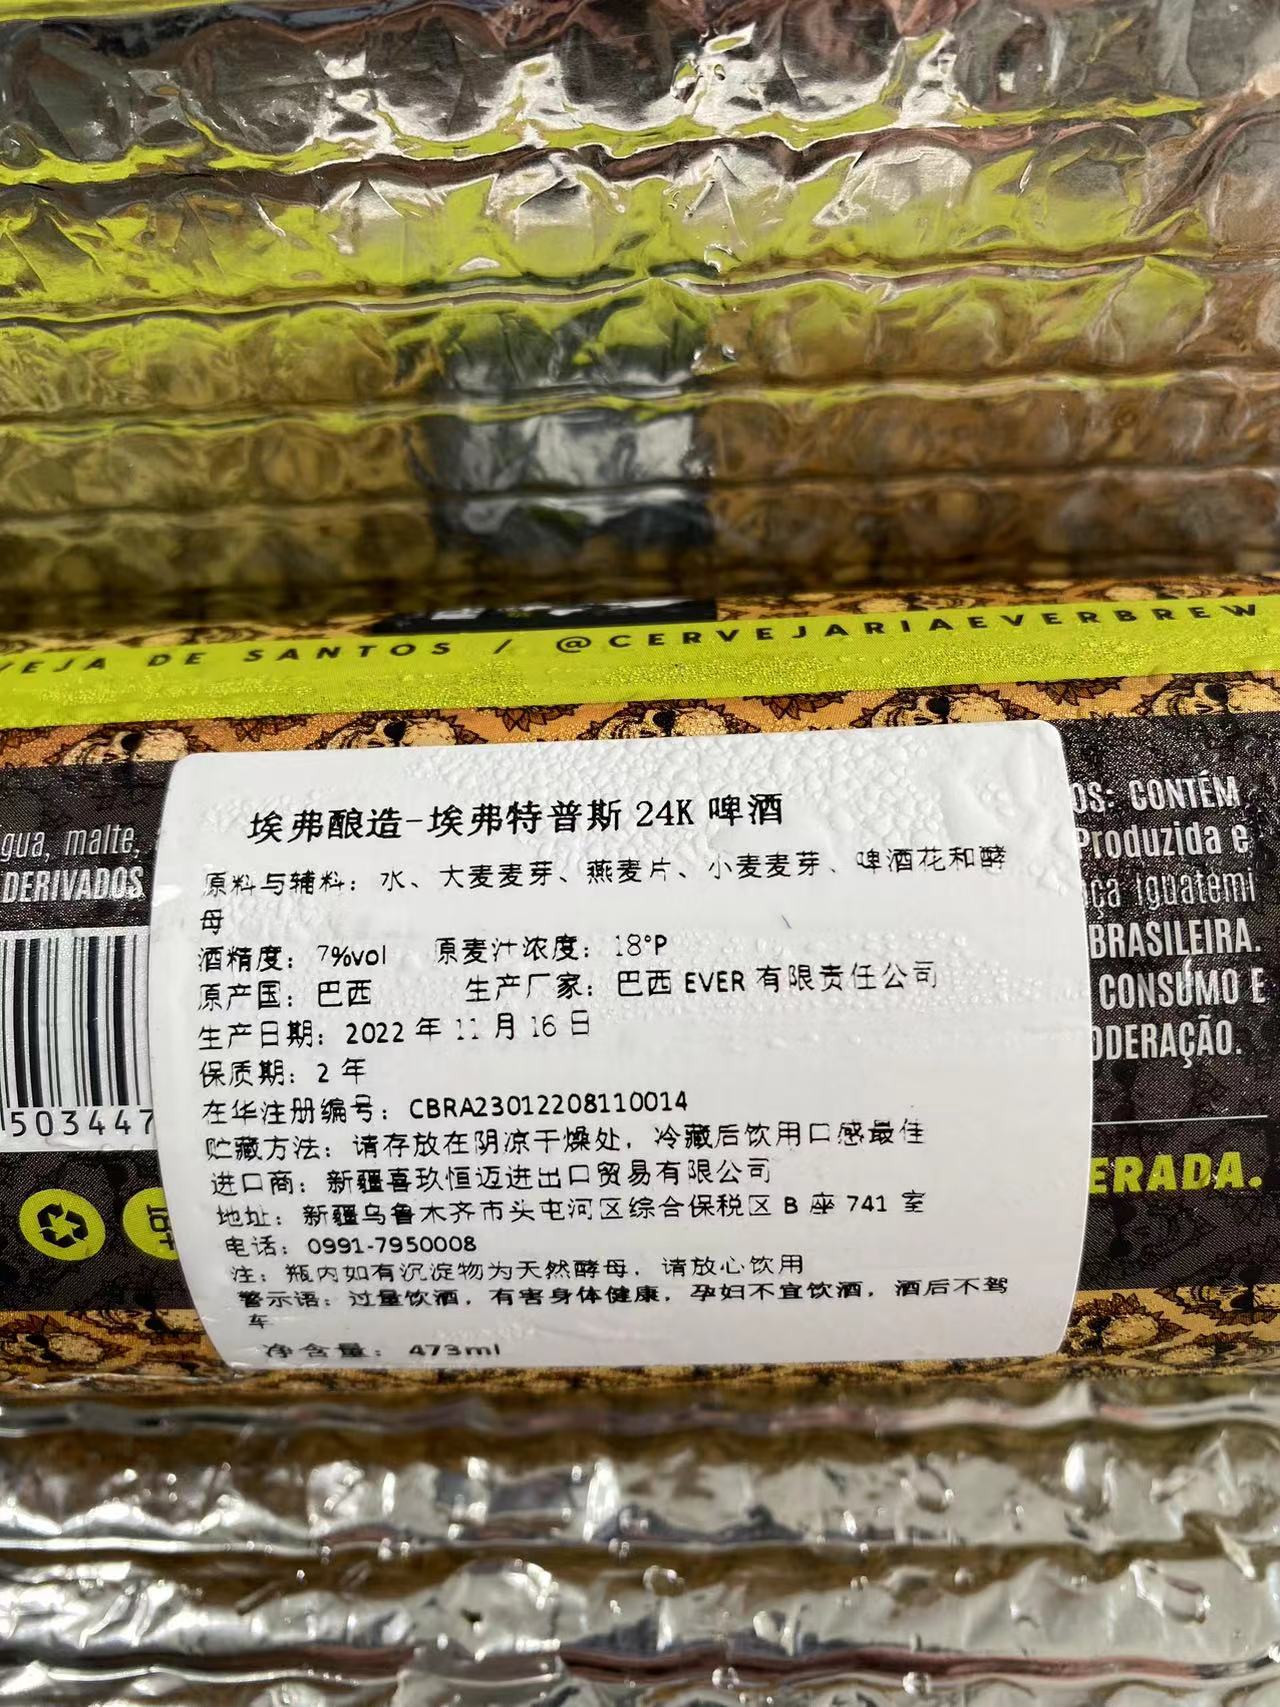 VEJA DE SANTOS / @CERVEJARIAEVERBREW
gua, malte,
DERIVADOS
503447
埃弗酿造-埃弗特普斯 24K 啤酒
原料与辅料：水、大麦麦芽、燕麦片、小麦麦芽、啤酒花和酵
母
酒精度：7%vol 原麦汁浓度：18°P
原产国：巴西 生产厂家：巴西 EVER 有限责任公司
生产日期：2022 年 11 月 16 日
保质期：2 年
在华注册编号：CBRA23012208110014
贮藏方法：请存放在阴凉干燥处，冷藏后饮用口感最佳
进口商：新疆喜玖恒迈进出口贸易有限公司
地址：新疆乌鲁木齐市头屯河区综合保税区 B 座 741 室
电话：0991-7950008
注：瓶内如有沉淀物为天然酵母，请放心饮用
警示语：过量饮酒，有害身体健康，孕妇不宜饮酒，酒后不驾
车
净含量：473ml
OS: CONTÉM
Produzida e
ça Iguatemi
BRASILEIRA.
CONSUMO E
ODERAÇÃO.
ERADA.